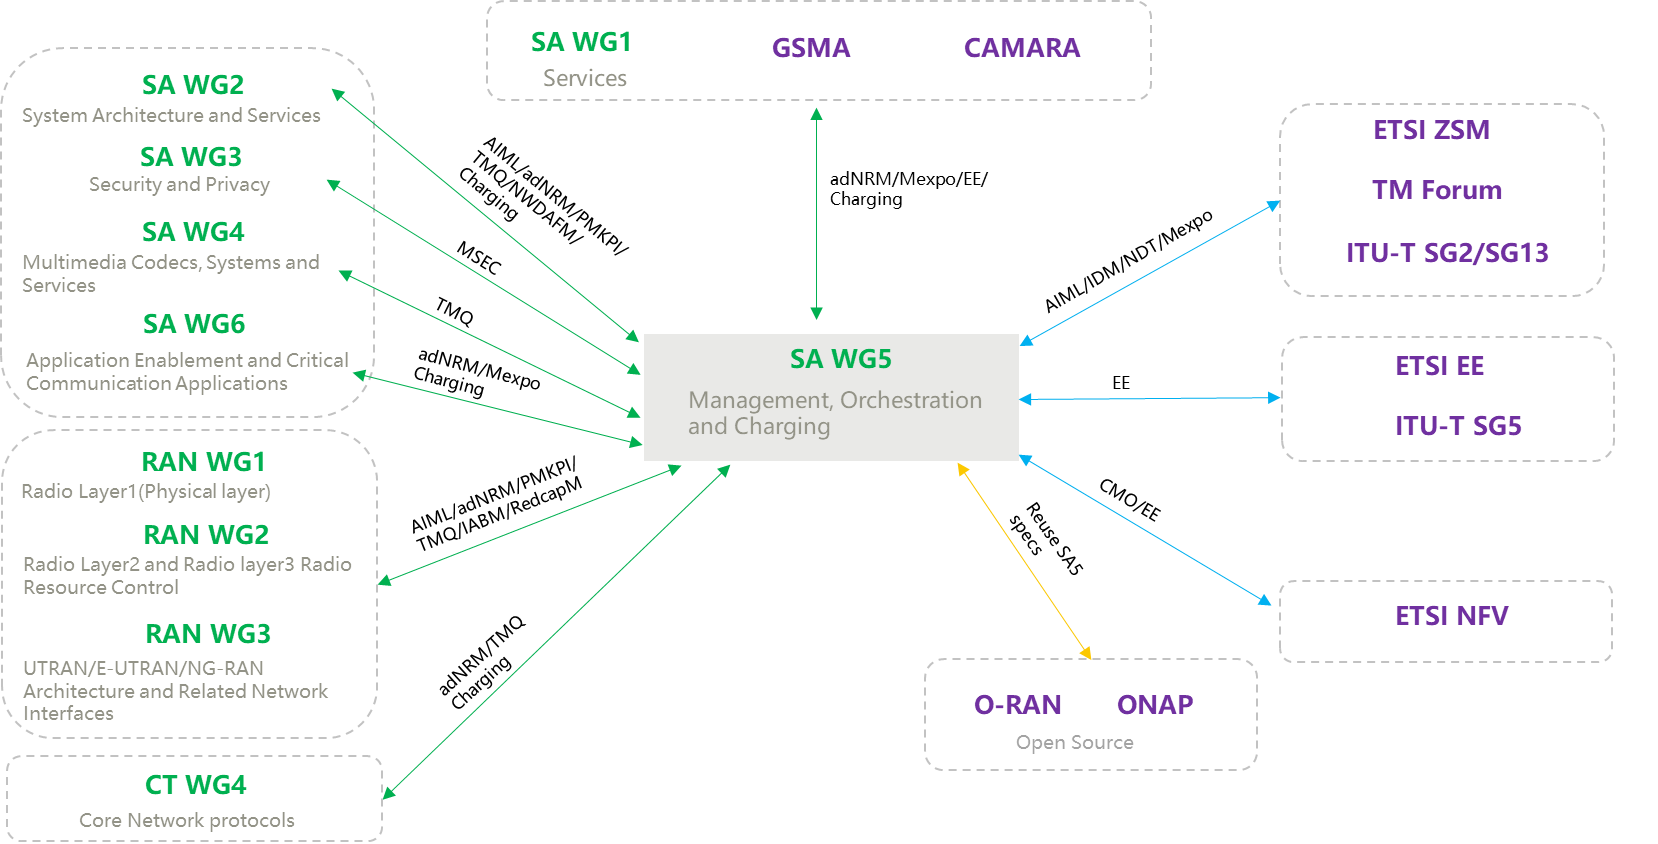 SA WG1
Services
GSMA
CAMARA
SA WG2
System Architecture and Services
SA WG3
Security and Privacy
SA WG4
Multimedia Codecs, Systems and
Services
SA WG6
Application Enablement and Critical
Communication Applications
AIML/adNRM/PMKPI/
TMQ/NWDAFM/
Charging
MSEC
TMQ
adNRM/Mexpo
Charging
adNRM/Mexpo/EE/
Charging
SA WG5
Management, Orchestration
and Charging
AIML/IDM/NDT/Mexpo
ETSI ZSM
TM Forum
ITU-T SG2/SG13
EE
ETSI EE
ITU-T SG5
CMO/EE
ETSI NFV
Reuse SA5
specs
O-RAN
ONAP
Open Source
RAN WG1
Radio Layer1(Physical layer)
RAN WG2
Radio Layer2 and Radio layer3 Radio
Resource Control
RAN WG3
UTRAN/E-UTRAN/NG-RAN
Architecture and Related Network
Interfaces
AIML/adNRM/PMKPI/
TMQ/IABM/RedcapM
adNRM/TMQ
Charging
CT WG4
Core Network protocols